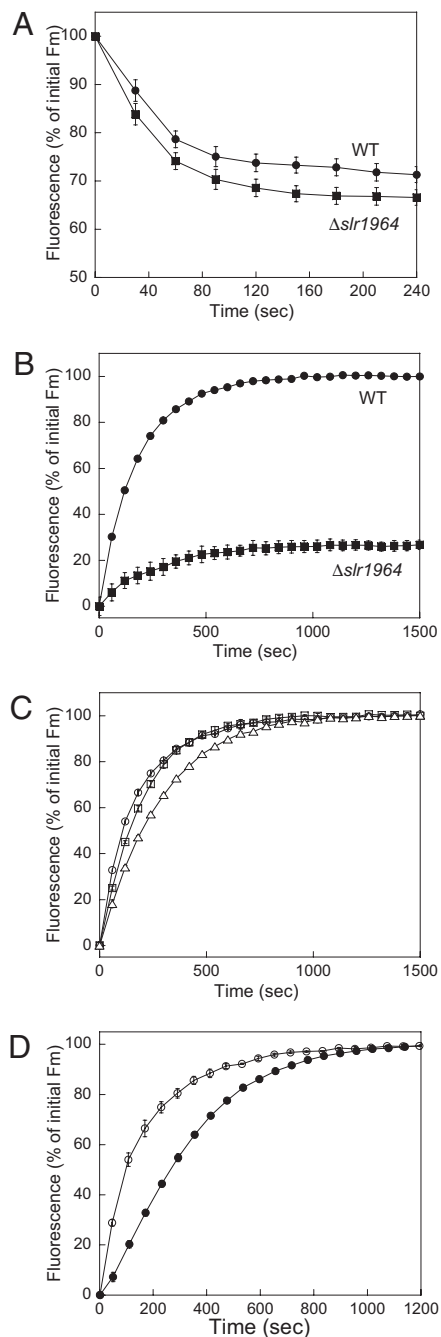 A
Fluorescence (% of initial Fm)
100
90
80
70
60
50
WT
Δslr1964
0 40 80 120 160 200 240
Time (sec)
B
Fluorescence (% of initial Fm)
100
80
60
40
20
0
WT
Δslr1964
0 500 1000 1500
Time (sec)
C
Fluorescence (% of initial Fm)
100
80
60
40
20
0
0 500 1000 1500
Time (sec)
D
Fluorescence (% of initial Fm)
100
80
60
40
20
0
0 200 400 600 800 1000 1200
Time (sec)